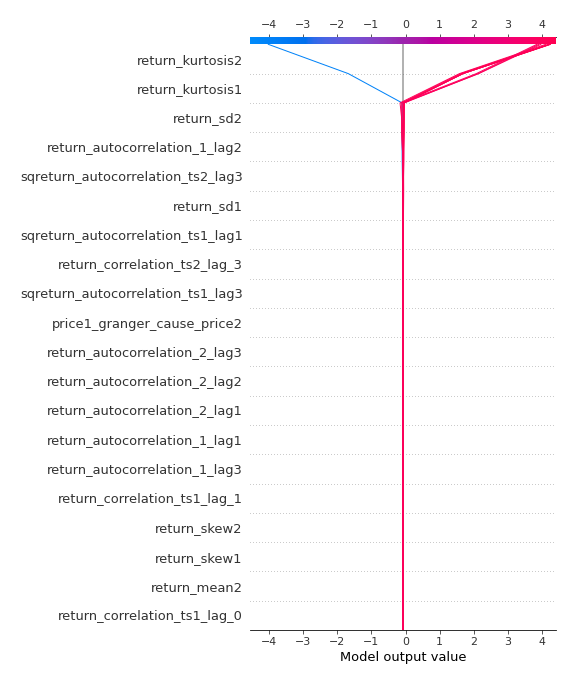 −4 −3 −2 −1 0 1 2 3 4
return_kurtosis2
return_kurtosis1
return_sd2
return_autocorrelation_1_lag2
sqreturn_autocorrelation_ts2_lag3
return_sd1
sqreturn_autocorrelation_ts1_lag1
return_correlation_ts2_lag_3
sqreturn_autocorrelation_ts1_lag3
price1_granger_cause_price2
return_autocorrelation_2_lag3
return_autocorrelation_2_lag2
return_autocorrelation_2_lag1
return_autocorrelation_1_lag1
return_autocorrelation_1_lag3
return_correlation_ts1_lag_1
return_skew2
return_skew1
return_mean2
return_correlation_ts1_lag_0
−4 −3 −2 −1 0 1 2 3 4
Model output value